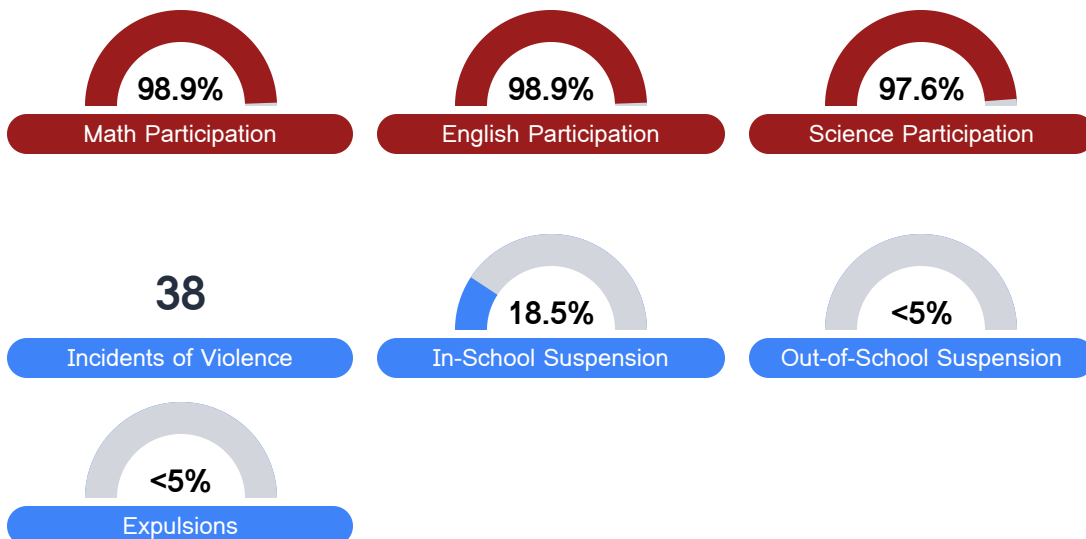 98.9%
Math Participation
98.9%
English Participation
97.6%
Science Participation
38
Incidents of Violence
18.5%
In-School Suspension
<5%
Out-of-School Suspension
<5%
Expulsions